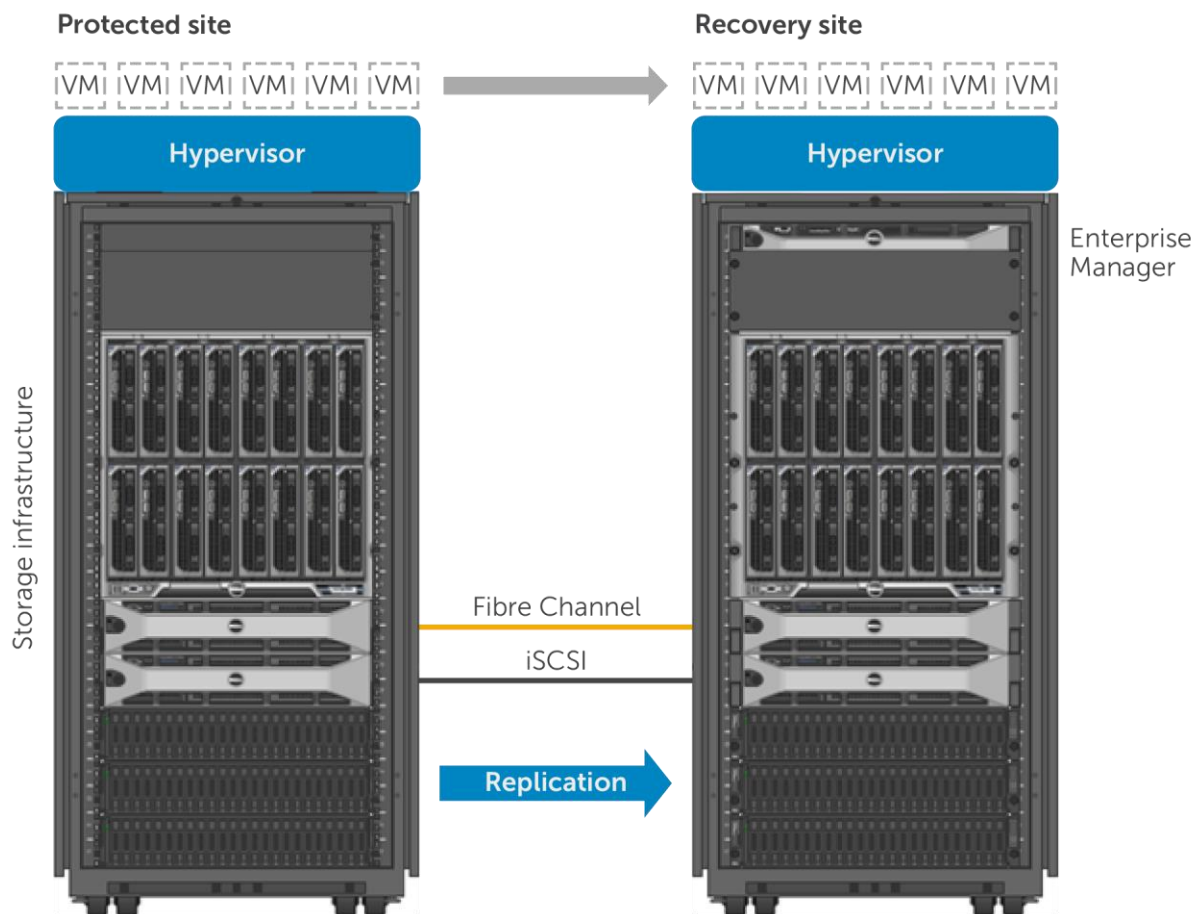 Protected site
Recovery site
VM VM VM VM VM VM
VM VM VM VM VM VM
Hypervisor
Hypervisor
Enterprise
Manager
Storage infrastructure
Fibre Channel
iSCSI
Replication